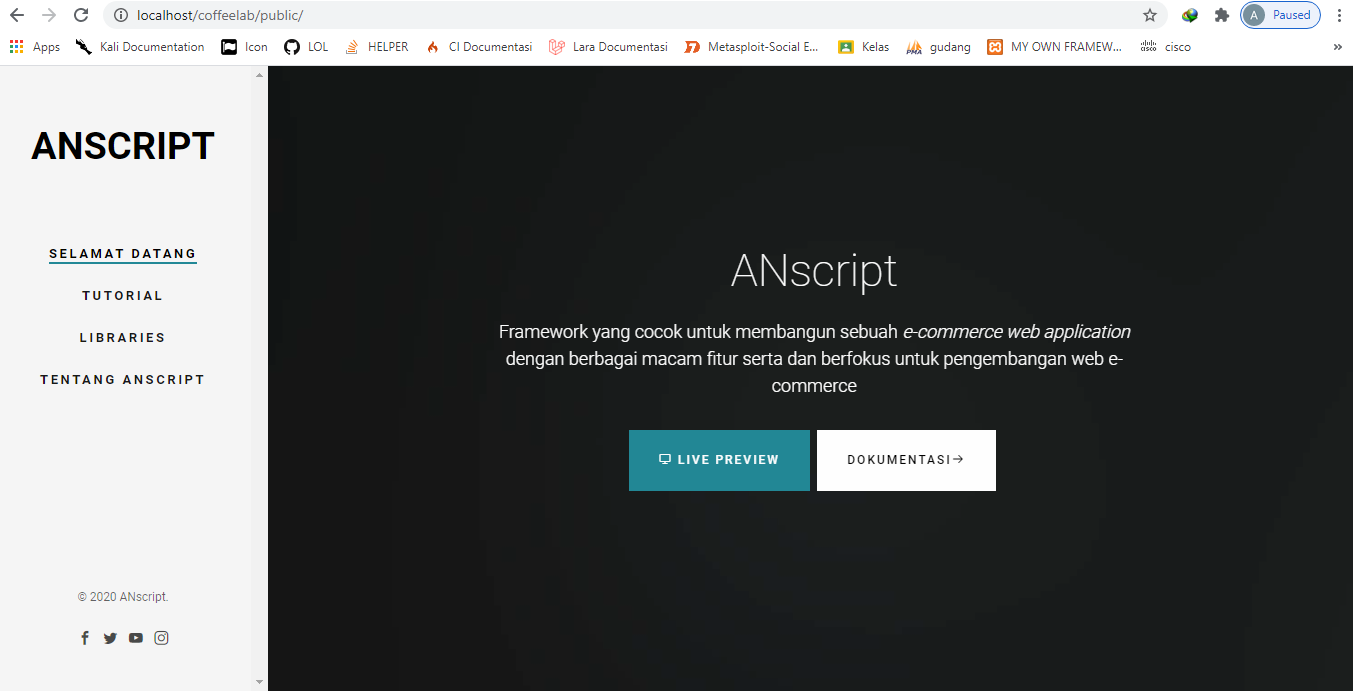 localhost/coffeelab/public/
A Paused
Apps Kali Documentation Icon LOL HELPER CI Documentasi Lara Documentasi Metasploit-Social E... Kelas PMA gudang MY OWN FRAMEW... cisco cisco »
ANSCRIPT
SELAMAT DATANG
TUTORIAL
LIBRARIES
TENTANG ANSCRIPT
© 2020 ANscript.
ANscript
Framework yang cocok untuk membangun sebuah e-commerce web application
dengan berbagai macam fitur serta dan berfokus untuk pengembangan web e-
commerce
LIVE PREVIEW
DOKUMENTASI→